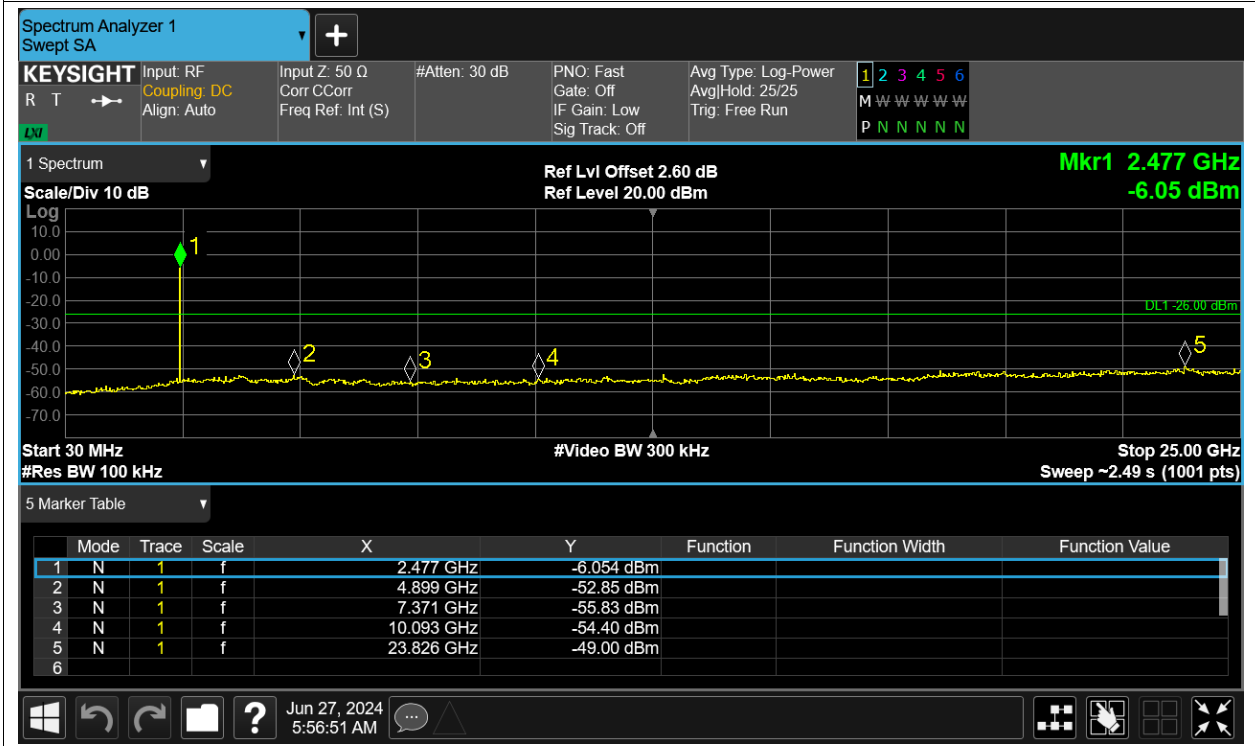 Spectrum Analyzer 1
Swept SA
KEYSIGHT
R T
LXI
Input: RF
Coupling: DC
Align: Auto
Input Z: 50 Ω
Corr CCorr
Freq Ref: Int (S)
#Atten: 30 dB
PNO: Fast
Gate: Off
IF Gain: Low
Sig Track: Off
Avg Type: Log-Power
Avg|Hold: 25/25
Trig: Free Run
1 2 3 4 5 6
M W W W W W
P N N N N N
1 Spectrum
Scale/Div 10 dB
Ref Lvl Offset 2.60 dB
Ref Level 20.00 dBm
Mkr1 2.477 GHz
-6.05 dBm
Log
10.0
0.00
-10.0
-20.0
-30.0
-40.0
-50.0
-60.0
-70.0
1
DL1 -26.00 dBm
2
3
4
5
Start 30 MHz
#Res BW 100 kHz
#Video BW 300 kHz
Stop 25.00 GHz
Sweep ~2.49 s (1001 pts)
5 Marker Table
Mode Trace Scale X Y Function Function Width Function Value
1 N 1 f 2.477 GHz -6.054 dBm
2 N 1 f 4.899 GHz -52.85 dBm
3 N 1 f 7.371 GHz -55.83 dBm
4 N 1 f 10.093 GHz -54.40 dBm
5 N 1 f 23.826 GHz -49.00 dBm
6
?
Jun 27, 2024
5:56:51 AM